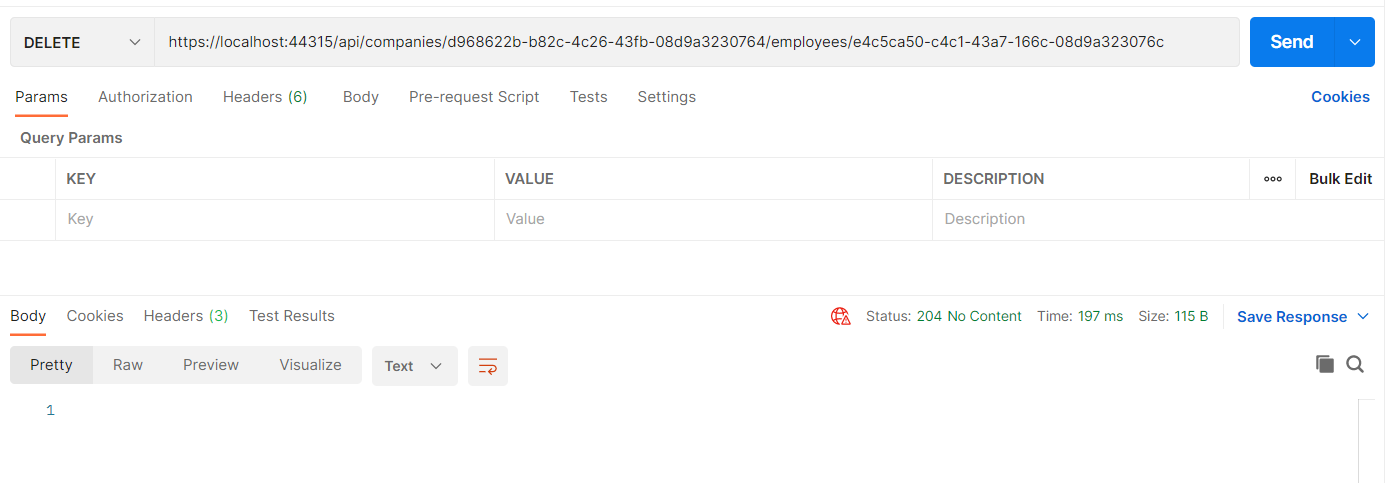 DELETE https://localhost:44315/api/companies/d968622b-b82c-4c26-43fb-08d9a3230764/employees/e4c5ca50-c4c1-43a7-166c-08d9a323076c Send
Params Authorization Headers (6) Body Pre-request Script Tests Settings Cookies
Query Params
KEY VALUE DESCRIPTION ooo Bulk Edit
Key Value Description
Body Cookies Headers (3) Test Results Status: 204 No Content Time: 197 ms Size: 115 B Save Response
Pretty Raw Preview Visualize Text
1